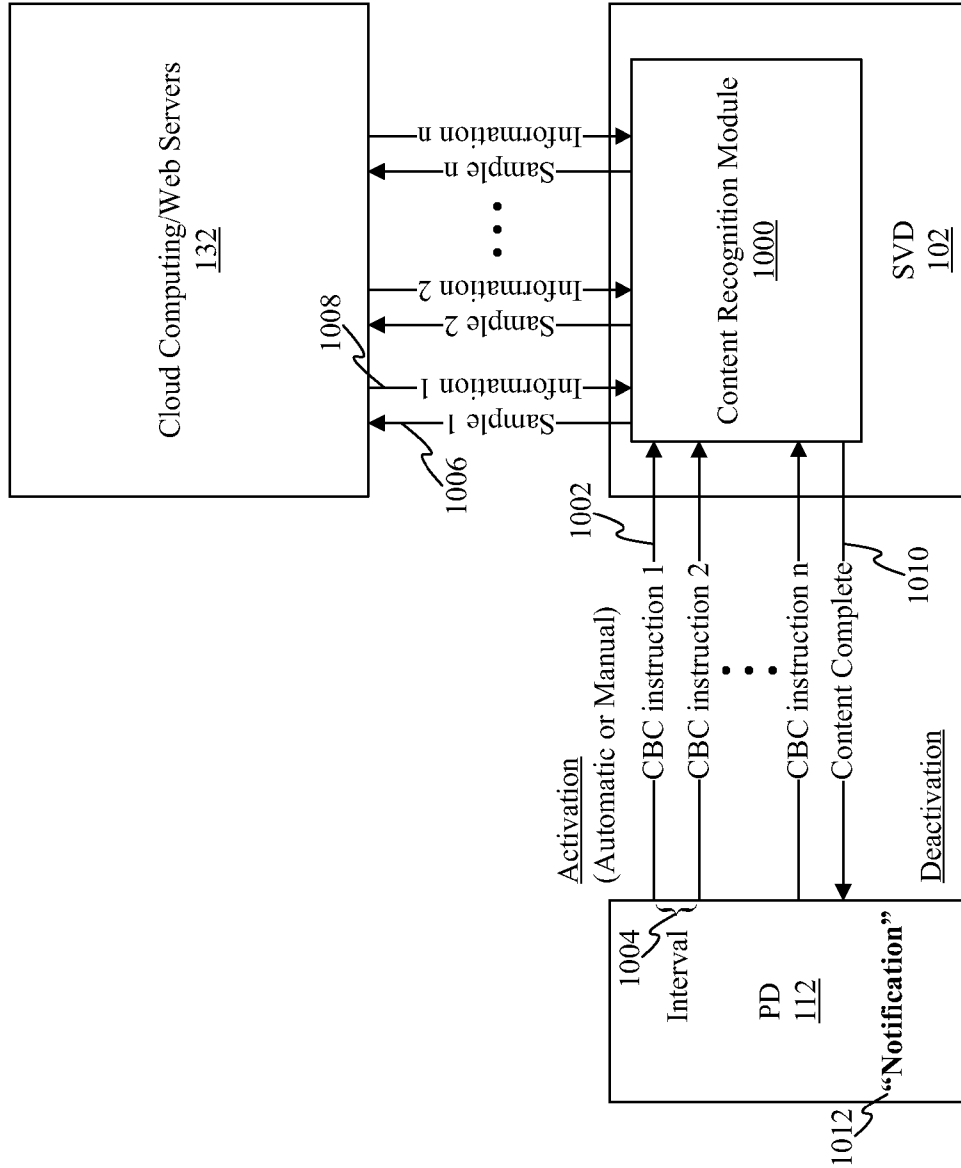 Cloud Computing/Web Servers
132
1008
1006
Sample 1
Information 1
Sample 2
Information 2
Sample n
Information n
Activation
(Automatic or Manual)
1002
CBC instruction 1
CBC instruction 2
CBC instruction n
Content Complete
1010
Deactivation
1004
Interval
PD
112
“Notification”
1012
Content Recognition Module
1000
SVD
102